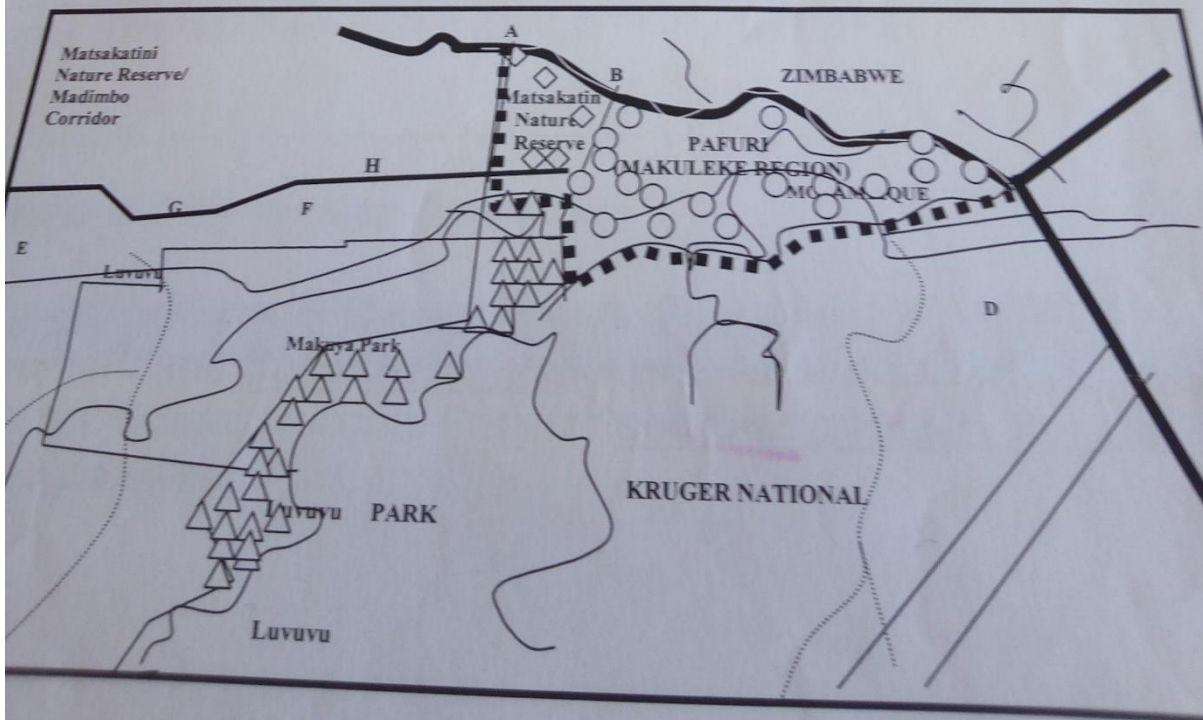 A
Matsakatini
Nature Reserve/
Madimbo
Corridor
B
ZIMBABWE
Matsakatin
Nature
Reserve
PAFURI
(MAKULEKE REGION)
MOZAMBIQUE
H
G
F
E
Luvuvu
D
Makuya Park
KRUGER NATIONAL
Luvuvu PARK
Luvuvu